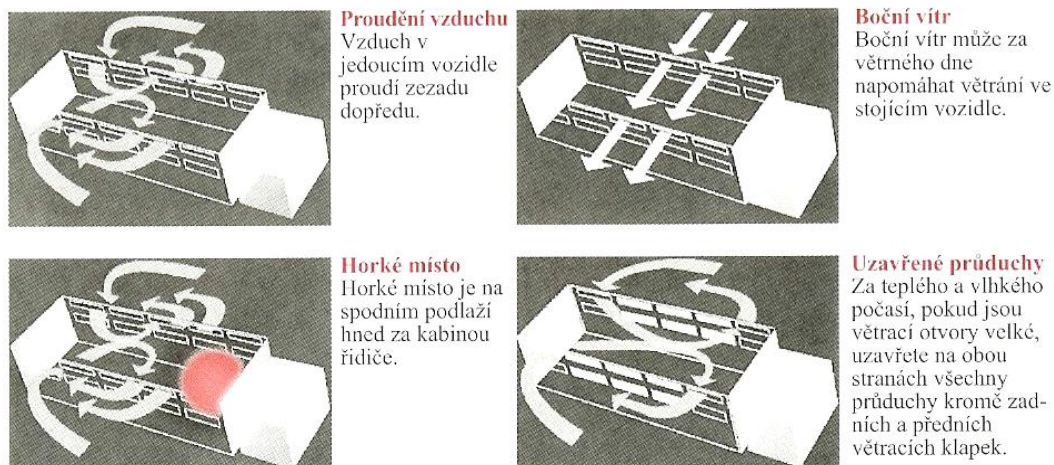 Proudění vzduchu
Vzduch v
jedoucím vozidle
proudí zezadu
dopředu.
Boční vítr
Boční vítr může za
větrného dne
napomáhat větrání ve
stojícím vozidle.
Horké místo
Horké místo je na
spodním podlaží
hned za kabinou
řidiče.
Uzavřené průduchy
Za teplého a vlhkého
počasí, pokud jsou
větrací otvory velké,
uzavřete na obou
stranách všechny
průduchy kromě zad-
ních a předních
větracích klapek.